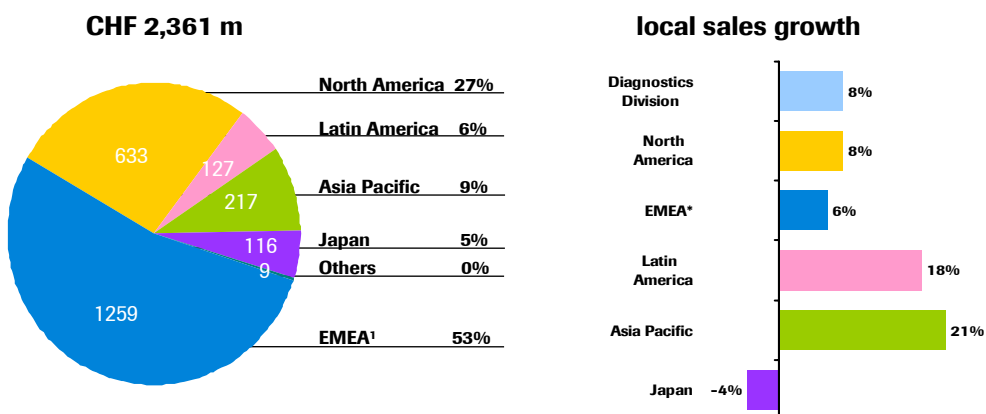 CHF 2,361 m
North America 27%
Latin America 6%
Asia Pacific 9%
Japan 5%
Others 0%
EMEA¹ 53%
633
127
217
116
9
1259
local sales growth
Diagnostics
Division
8%
North
America
8%
EMEA*
6%
Latin
America
18%
Asia Pacific
21%
Japan
-4%